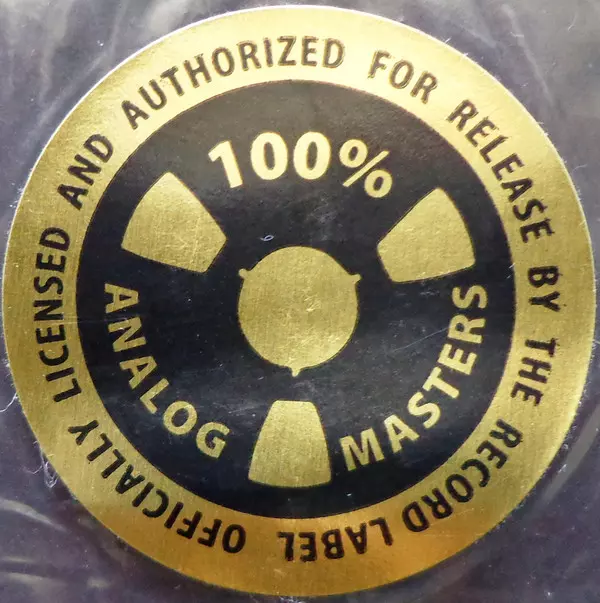 OFFICIALLY LICENSED AND AUTHORIZED FOR RELEASE BY THE RECORD LABEL
100%
ANALOG
MASTERS